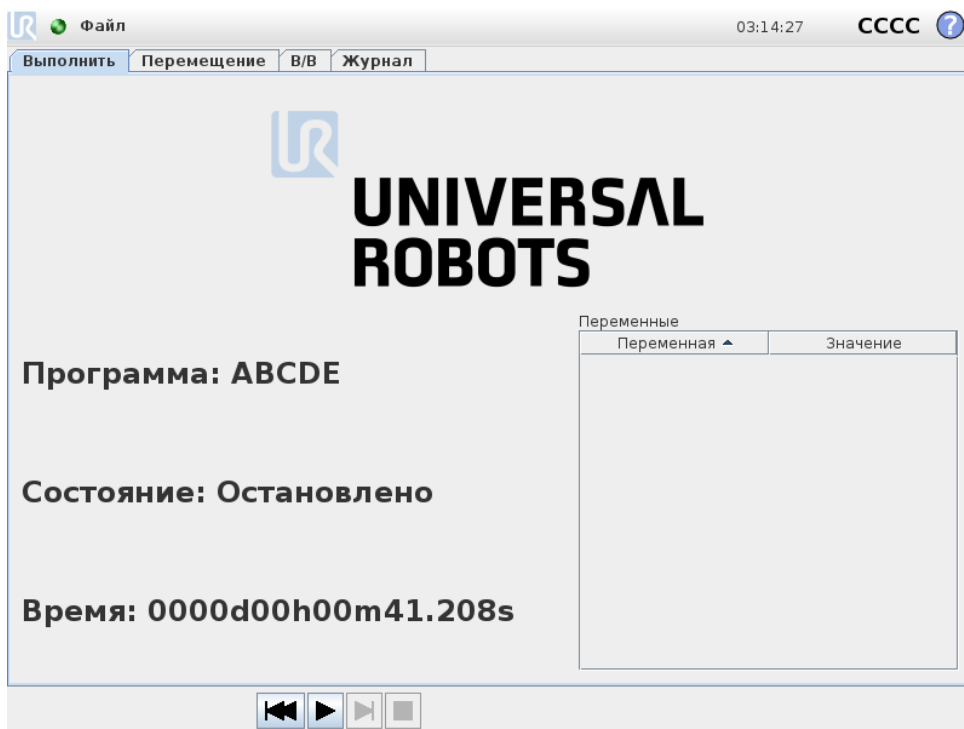 Файл
03:14:27
CCCC
?
Выполнить
Перемещение
В/В
Журнал
UNIVERSAL
ROBOTS
Переменные
Переменная
Значение
Программа: ABCDE
Состояние: Остановлено
Время: 0000d00h00m41.208s